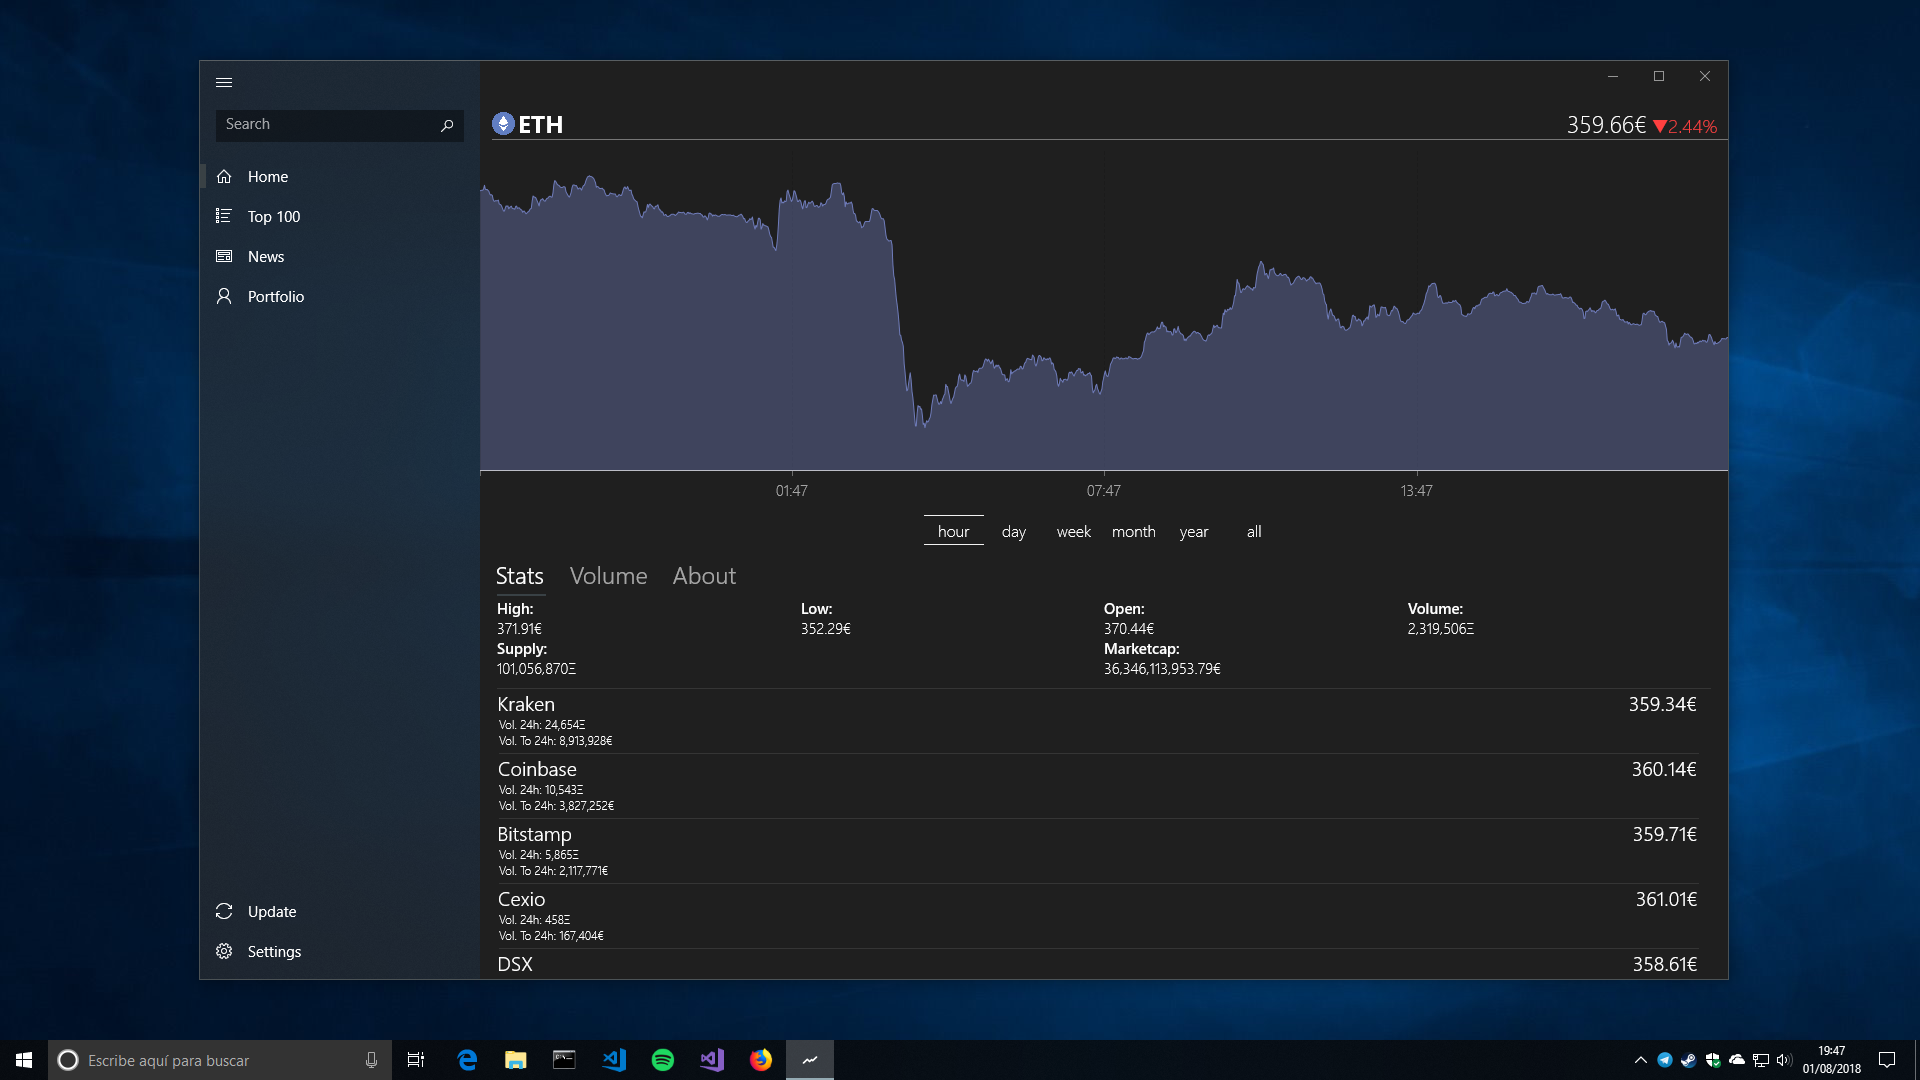 Search
Home
Top 100
News
Portfolio
Update
Settings
ETH
359.66€ ▼2.44%
01:47 07:47 13:47
hour day week month year all
Stats Volume About
High: Low: Open: Volume:
371.91€ 352.29€ 370.44€ 2,319,506Ξ
Supply: Marketcap:
101,056,870Ξ 36,346,113,953.79€
Kraken 359.34€
Vol. 24h: 24,654Ξ
Vol. To 24h: 8,913,928€
Coinbase 360.14€
Vol. 24h: 10,543Ξ
Vol. To 24h: 3,827,252€
Bitstamp 359.71€
Vol. 24h: 5,865Ξ
Vol. To 24h: 2,117,771€
Cexio 361.01€
Vol. 24h: 458Ξ
Vol. To 24h: 167,404€
DSX 358.61€
Escribe aquí para buscar
19:47
01/08/2018